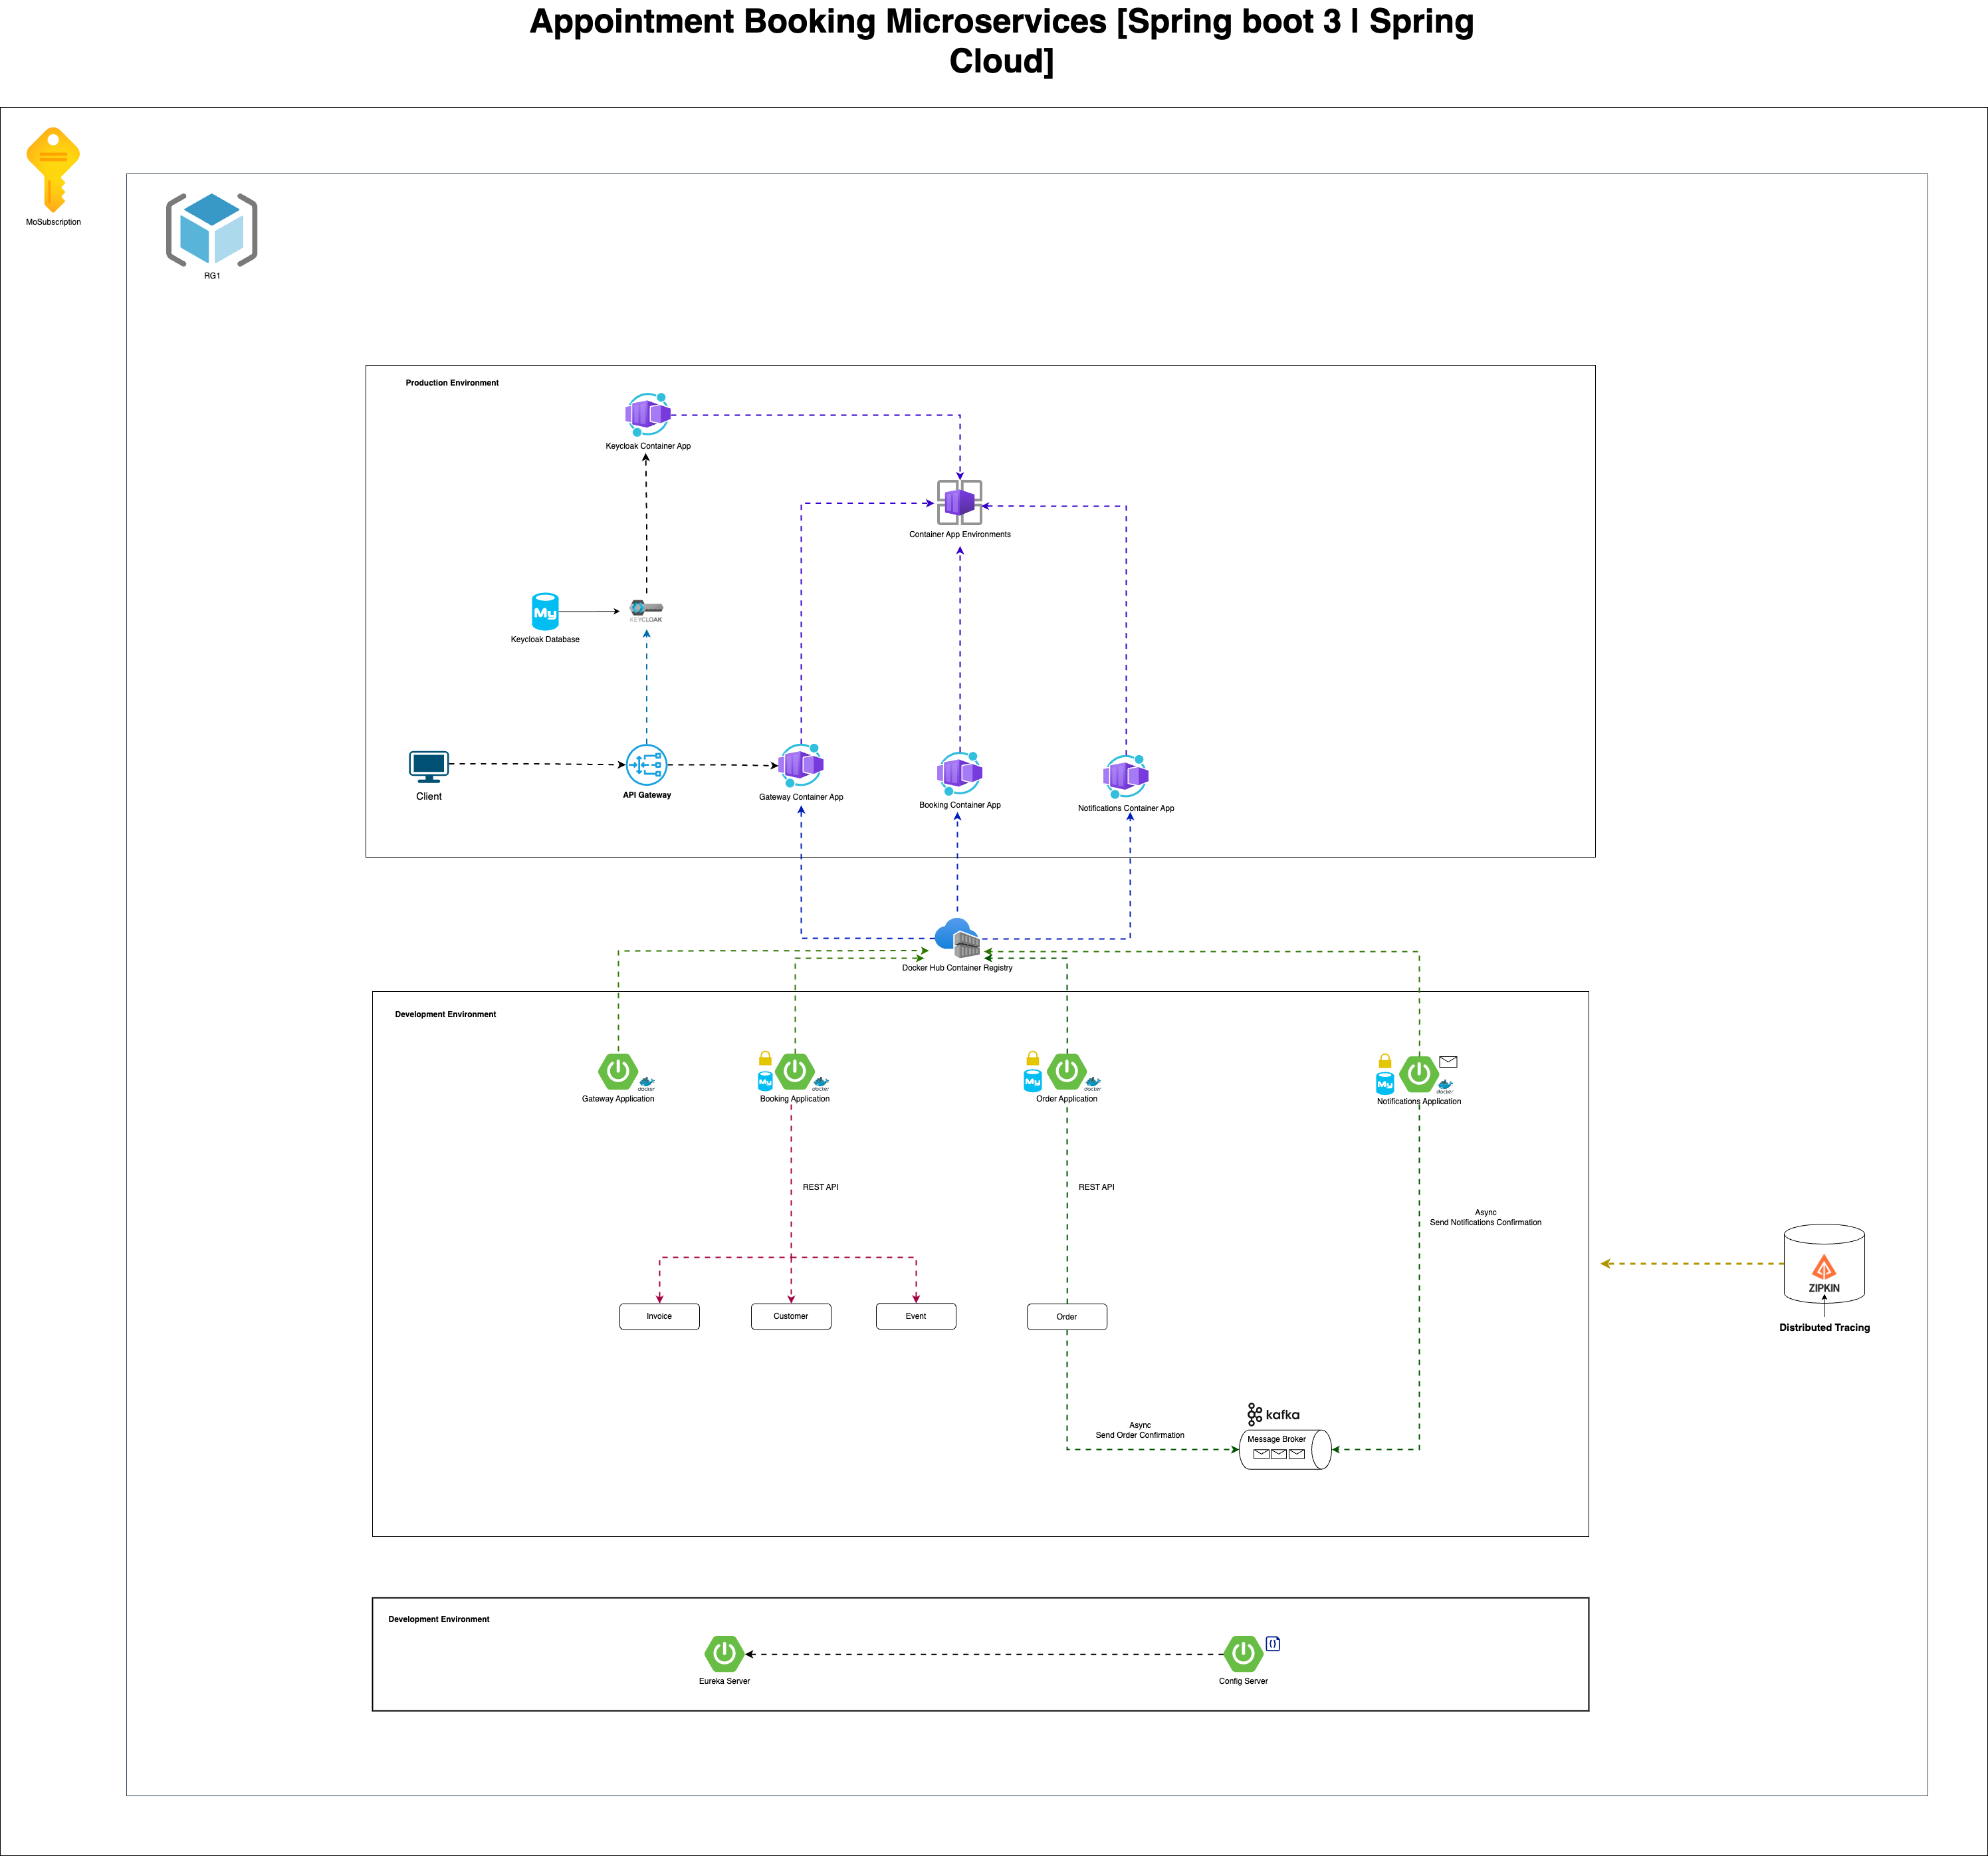 Appointment Booking Microservices [Spring boot 3 | Spring
Cloud]
MoSubscription
RG1
Production Environment
Keycloak Container App
Container App Environments
My
KEYCLOAK
Keycloak Database
Client
API Gateway
Gateway Container App
Booking Container App
Notifications Container App
Docker Hub Container Registry
Development Environment
docker
Gateway Application
My
docker
Booking Application
My
docker
Order Application
My
docker
Notifications Application
REST API
REST API
Async
Send Notifications Confirmation
ZIPKIN
Distributed Tracing
Invoice
Customer
Event
Order
kafka
Async
Send Order Confirmation
Message Broker
Development Environment
{}
Eureka Server
Config Server